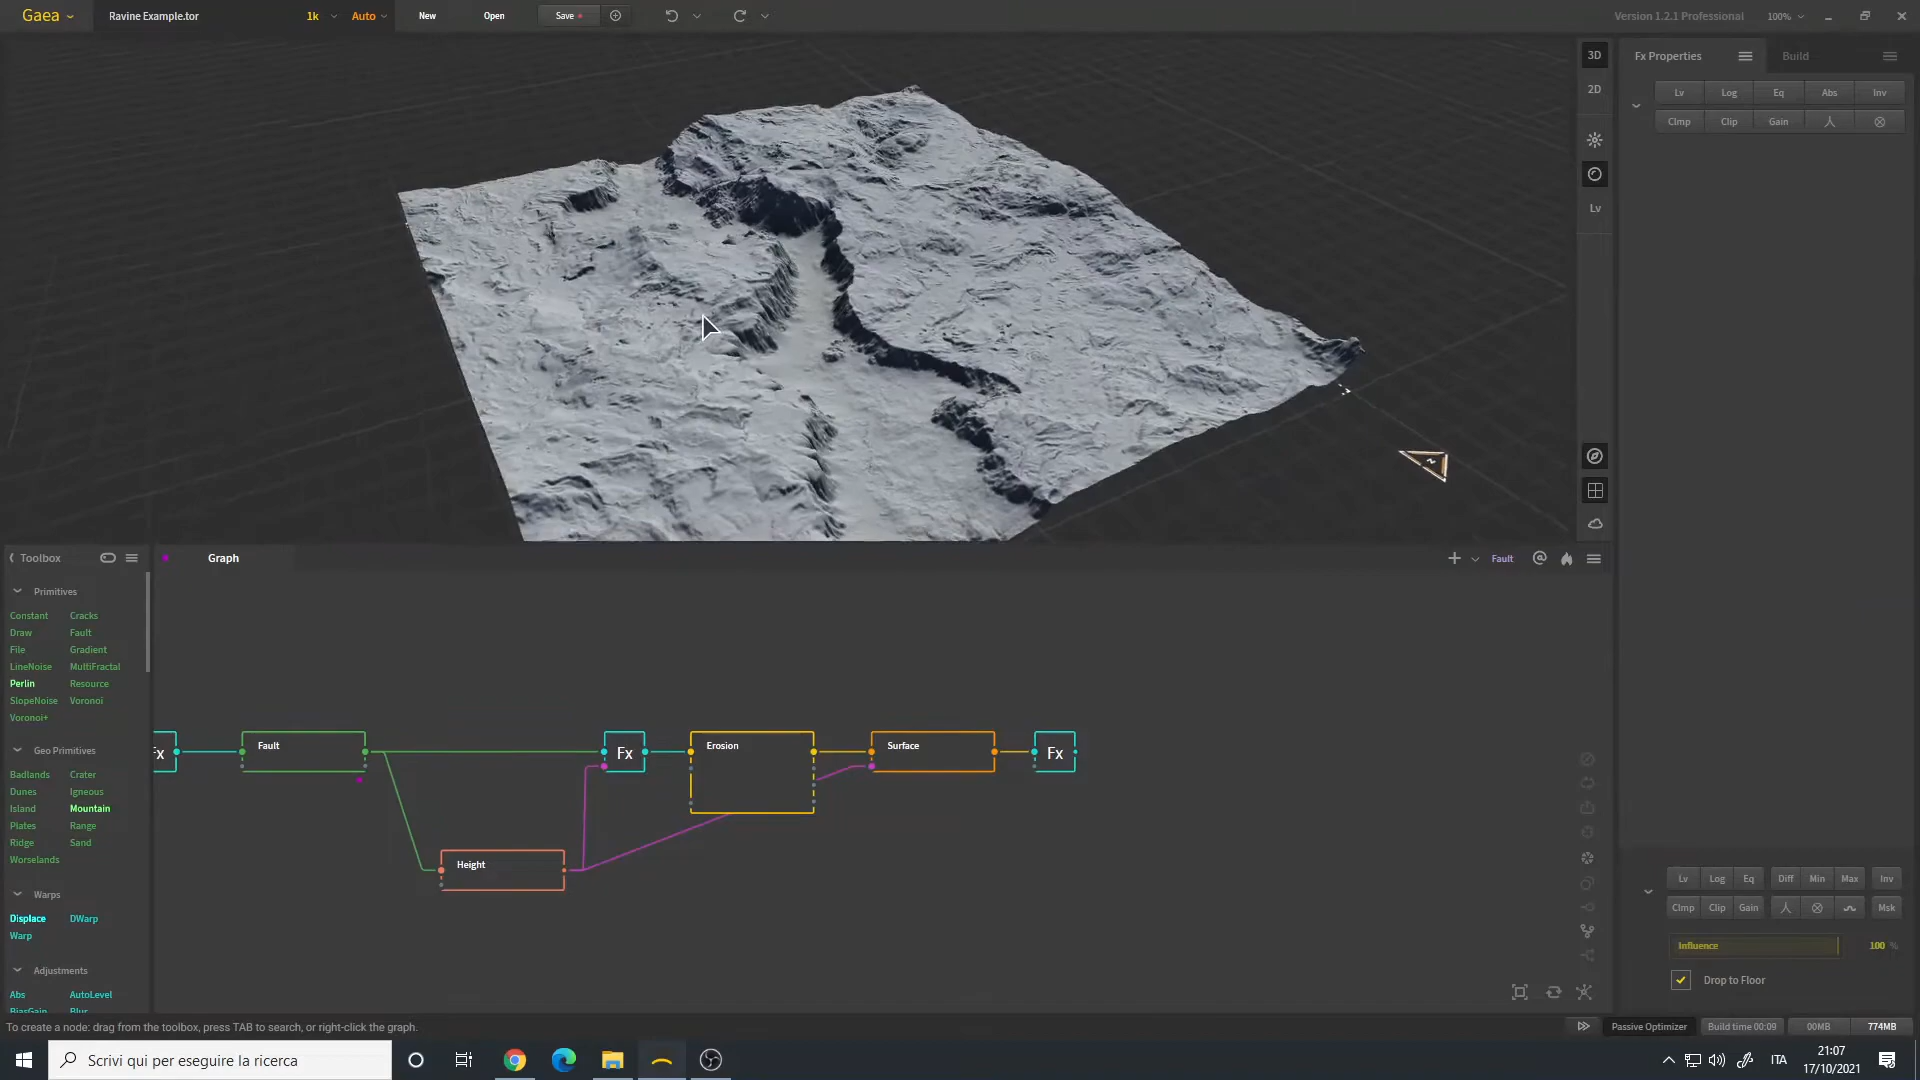 Gaea
Ravine Example.tor
1k
Auto
New
Open
Save
Version 1.2.1 Professional
100%
3D
2D
Lv
Fx Properties
Build
Lv Log Eq Abs Inv
Clmp Clip Gain
Toolbox
Graph
Fault
Primitives
Constant Cracks
Draw Fault
File Gradient
LineNoise MultiFractal
Perlin Resource
SlopeNoise Voronoi
Voronoi+
Geo Primitives
Badlands Crater
Dunes Igneous
Island Mountain
Plates Range
Ridge Sand
Worselands
Warps
Displace DWarp
Warp
Adjustments
Abs AutoLevel
BiasGain Blur
Fx
Fault
Fx
Erosion
Surface
Fx
Height
Lv Log Eq Diff Min Max Inv
Clmp Clip Gain Msk
Influence 100 %
Drop to Floor
To create a node: drag from the toolbox, press TAB to search, or right-click the graph.
Passive Optimizer
Build time 00:09
00MB
774MB
Scrivi qui per eseguire la ricerca
ITA
21:07
17/10/2021